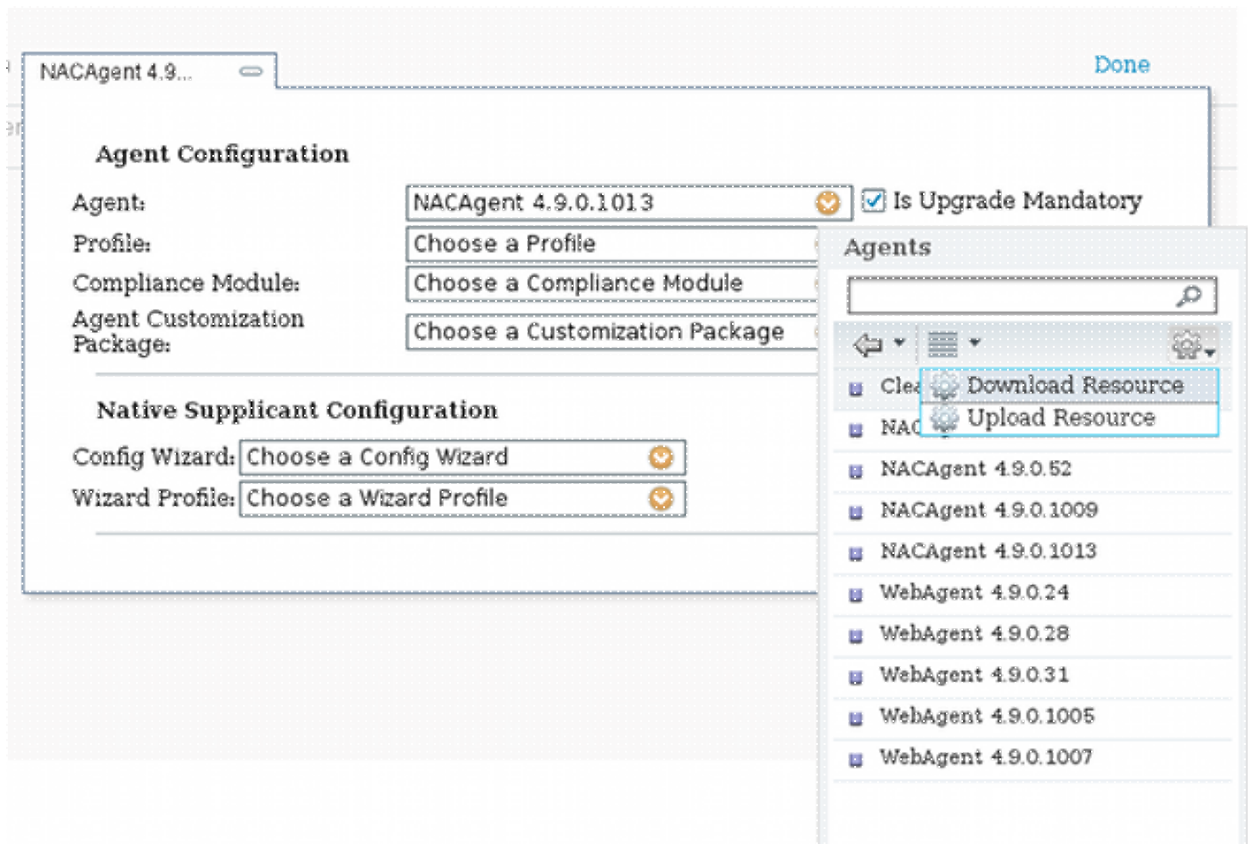 NACAgent 4.9...
Done
Agent Configuration
Agent:
NACAgent 4.9.0.1013
Is Upgrade Mandatory
Profile:
Choose a Profile
Compliance Module:
Choose a Compliance Module
Agent Customization
Package:
Choose a Customization Package
Native Supplicant Configuration
Config Wizard:
Choose a Config Wizard
Wizard Profile:
Choose a Wizard Profile
Agents
Download Resource
Upload Resource
NACAgent 4.9.0.52
NACAgent 4.9.0.1009
NACAgent 4.9.0.1013
WebAgent 4.9.0.24
WebAgent 4.9.0.28
WebAgent 4.9.0.31
WebAgent 4.9.0.1005
WebAgent 4.9.0.1007